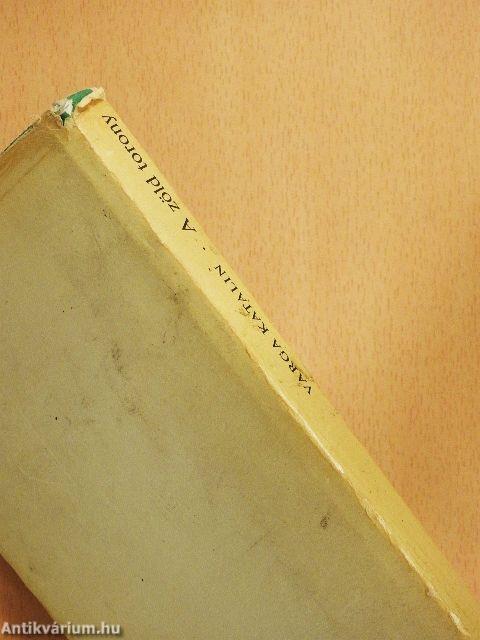 VARGA KATALIN · A zöld torony
Antikvárium.hu